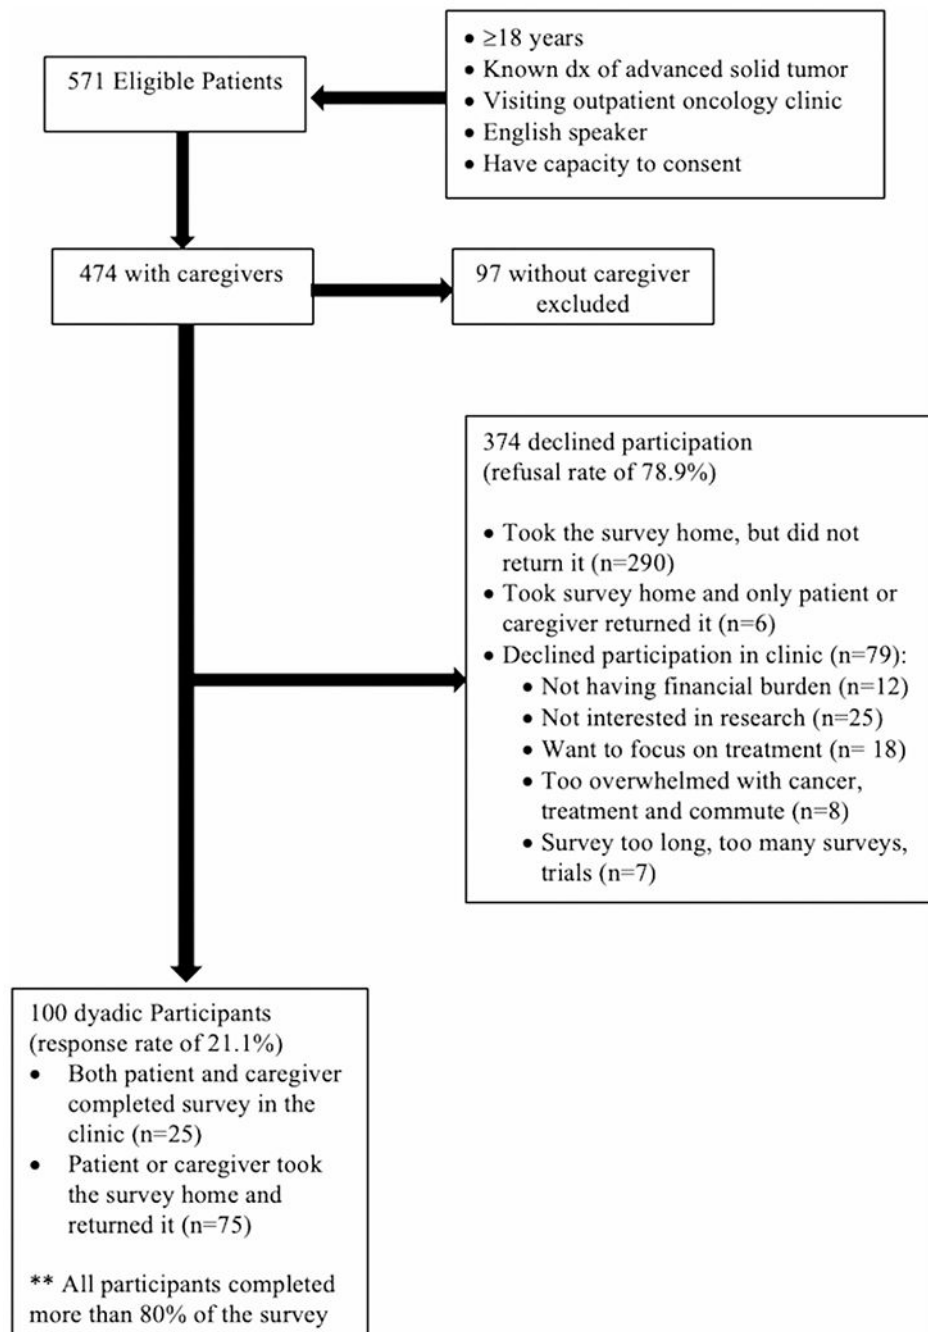 571 Eligible Patients
• ≥18 years
• Known dx of advanced solid tumor
• Visiting outpatient oncology clinic
• English speaker
• Have capacity to consent
474 with caregivers
97 without caregiver
excluded
374 declined participation
(refusal rate of 78.9%)
• Took the survey home, but did not
return it (n=290)
• Took survey home and only patient or
caregiver returned it (n=6)
• Declined participation in clinic (n=79):
• Not having financial burden (n=12)
• Not interested in research (n=25)
• Want to focus on treatment (n= 18)
• Too overwhelmed with cancer,
treatment and commute (n=8)
• Survey too long, too many surveys,
trials (n=7)
100 dyadic Participants
(response rate of 21.1%)
• Both patient and caregiver
completed survey in the
clinic (n=25)
• Patient or caregiver took
the survey home and
returned it (n=75)
** All participants completed
more than 80% of the survey